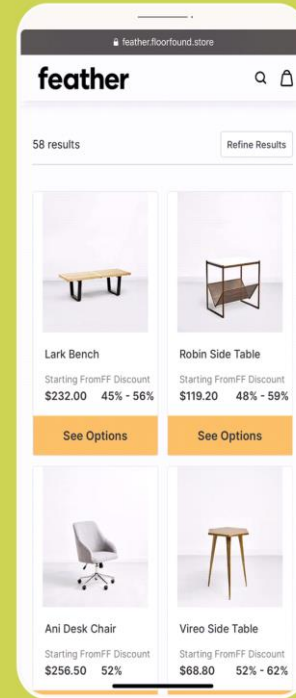 feather.floorfound.store
feather
58 results
Refine Results
Lark Bench
Starting FromFF Discount
$232.00 45% - 56%
See Options
Robin Side Table
Starting FromFF Discount
$119.20 48% - 59%
See Options
Ani Desk Chair
Starting FromFF Discount
$256.50 52%
Vireo Side Table
Starting FromFF Discount
$68.80 52% - 62%